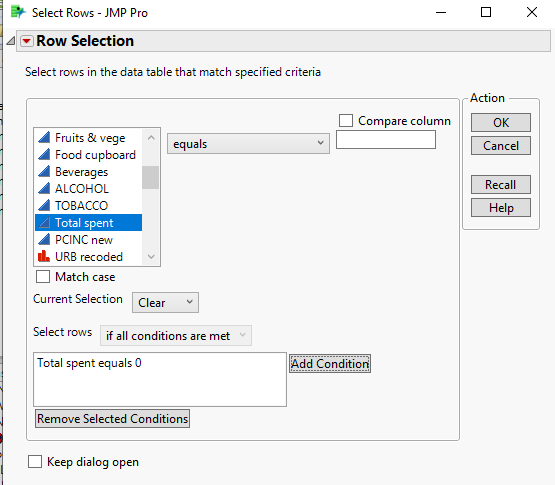 Select Rows - JMP Pro
Row Selection
Select rows in the data table that match specified criteria
Action
Compare column
OK
Cancel
Recall
Help
Fruits & vege
Food cupboard
Beverages
ALCOHOL
TOBACCO
Total spent
PCINC new
URB recoded
equals
Match case
Current Selection Clear
Select rows if all conditions are met
Total spent equals 0
Add Condition
Remove Selected Conditions
Keep dialog open